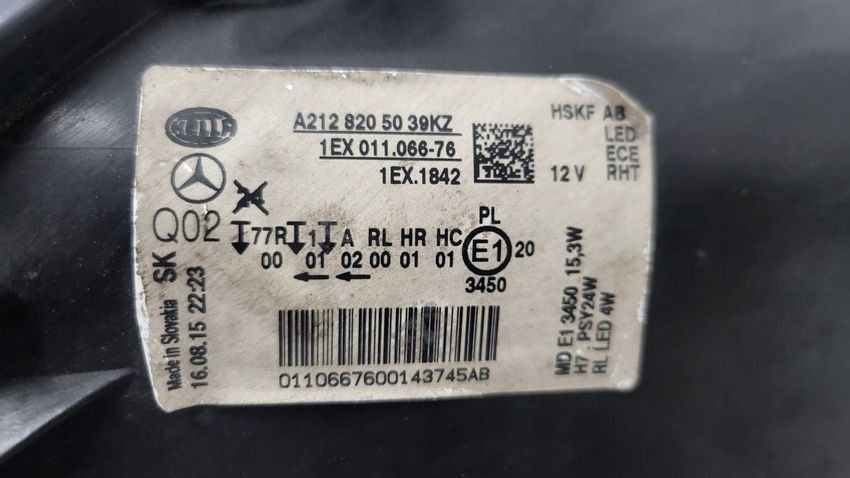 HELLA
A212 820 50 39KZ
1EX 011.066-76
1EX.1842
HSKF AB
LED
ECE
12V RHT
Q02
77R 1 A RL HR HC
00 01 02 00 01 01
PL
E1 20
3450
SK
Made in Slovakia
16.08.15 22:23
0110667600143745AB
MD E1 3450 15,3W
H7 PSY24W
RL LED 4W